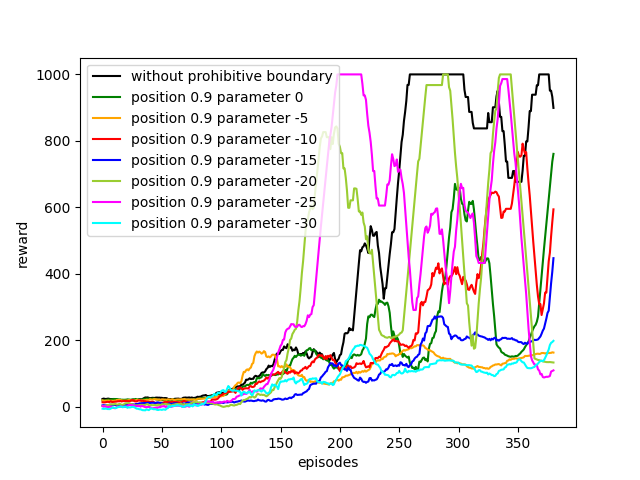 1000
800
600
400
200
0
reward
without prohibitive boundary
position 0.9 parameter 0
position 0.9 parameter -5
position 0.9 parameter -10
position 0.9 parameter -15
position 0.9 parameter -20
position 0.9 parameter -25
position 0.9 parameter -30
0 50 100 150 200 250 300 350
episodes